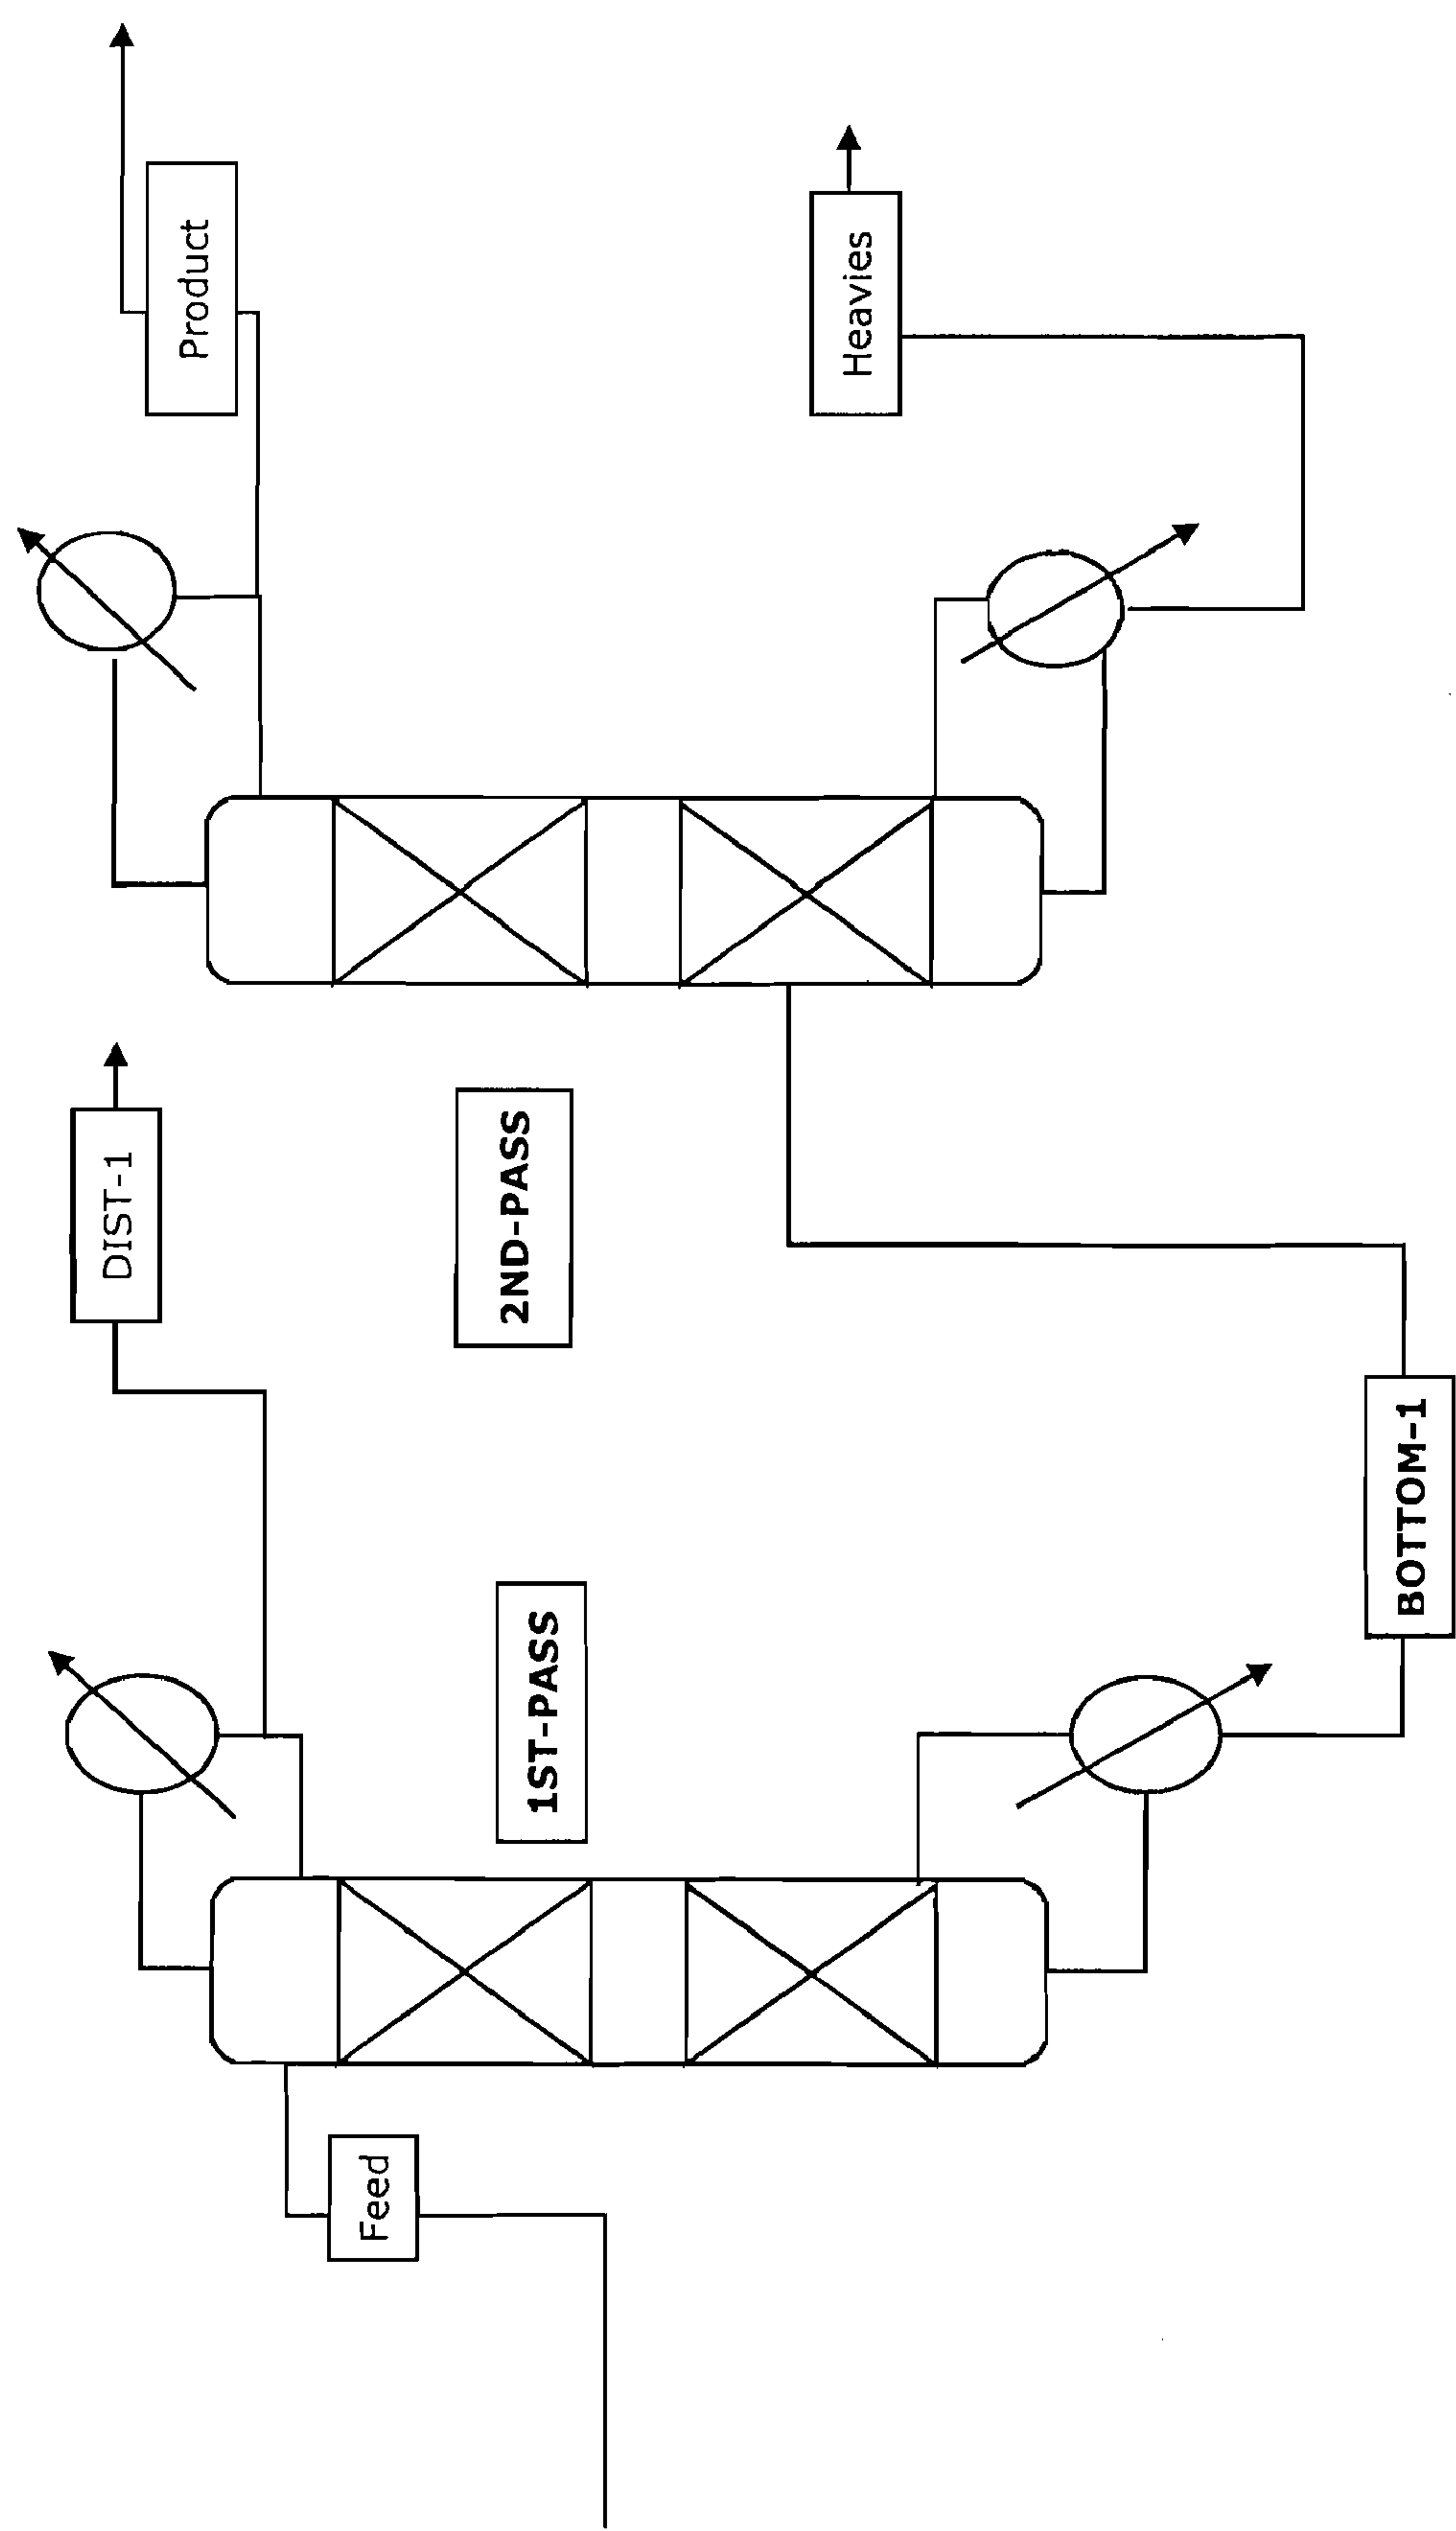 Feed
1ST-PASS
DIST-1
BOTTOM-1
2ND-PASS
Product
Heavies